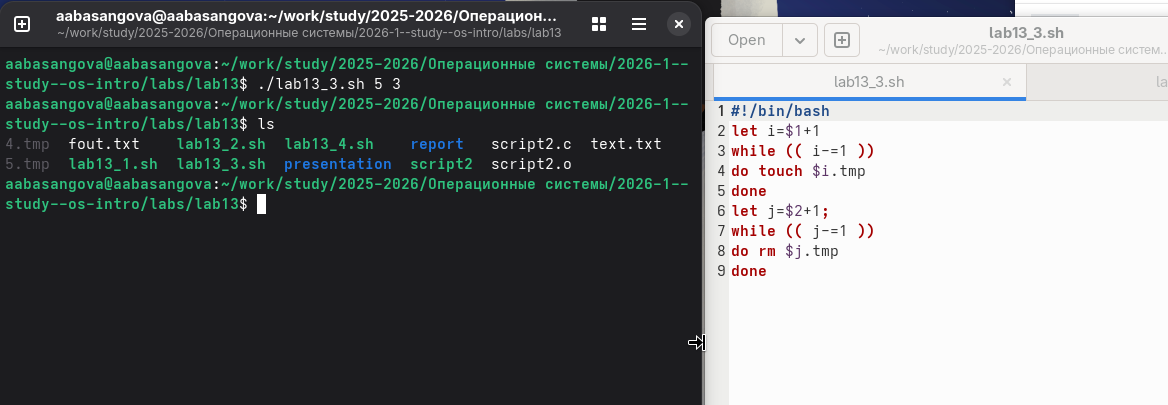 aabasangova@aabasangova:~/work/study/2025-2026/Операцион...
~/work/study/2025-2026/Операционные системы/2026-1--study--os-intro/labs/lab13
aabasangova@aabasangova:~/work/study/2025-2026/Операционные системы/2026-1--
study--os-intro/labs/lab13$ ./lab13_3.sh 5 3
aabasangova@aabasangova:~/work/study/2025-2026/Операционные системы/2026-1--
study--os-intro/labs/lab13$ ls
4.tmp fout.txt lab13_2.sh lab13_4.sh report script2.c text.txt
5.tmp lab13_1.sh lab13_3.sh presentation script2 script2.o
aabasangova@aabasangova:~/work/study/2025-2026/Операционные системы/2026-1--
study--os-intro/labs/lab13$
Open
lab13_3.sh
~/work/study/2025-2026/Операционные систем...
lab13_3.sh
la
1 #!/bin/bash
2 let i=$1+1
3 while (( i-=1 ))
4 do touch $i.tmp
5 done
6 let j=$2+1;
7 while (( j-=1 ))
8 do rm $j.tmp
9 done